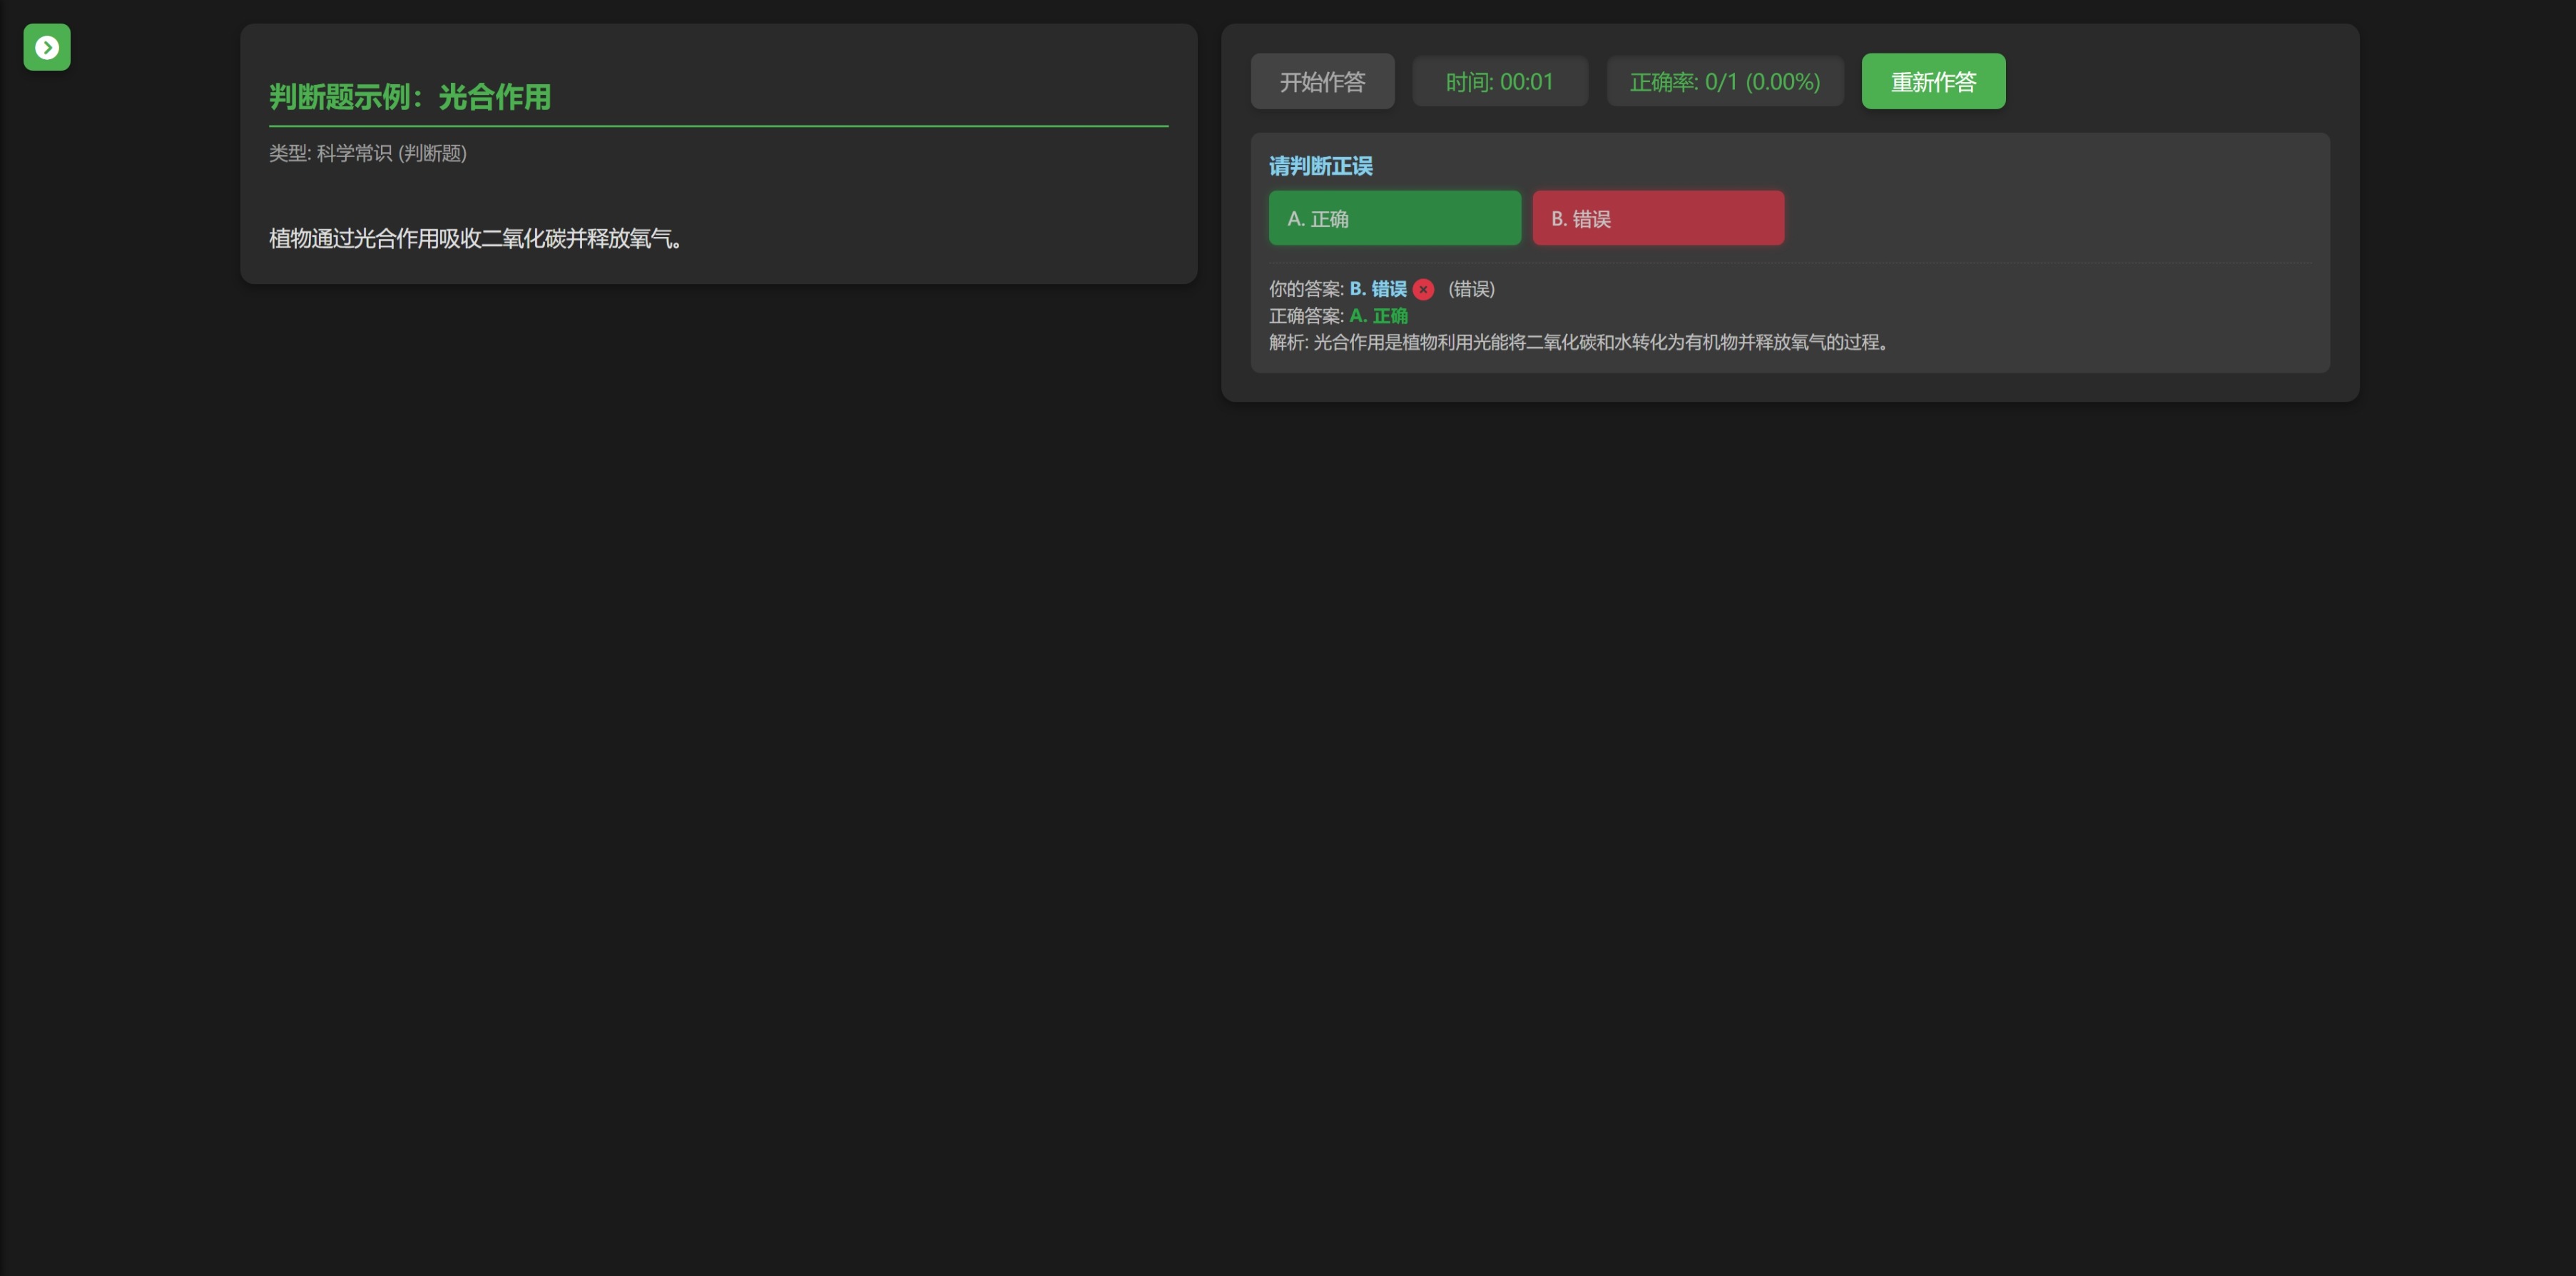 判断题示例：光合作用
类型: 科学常识 (判断题)
植物通过光合作用吸收二氧化碳并释放氧气。
开始作答
时间: 00:01
正确率: 0/1 (0.00%)
重新作答
请判断正误
A. 正确
B. 错误
你的答案: B. 错误 (错误)
正确答案: A. 正确
解析: 光合作用是植物利用光能将二氧化碳和水转化为有机物并释放氧气的过程。